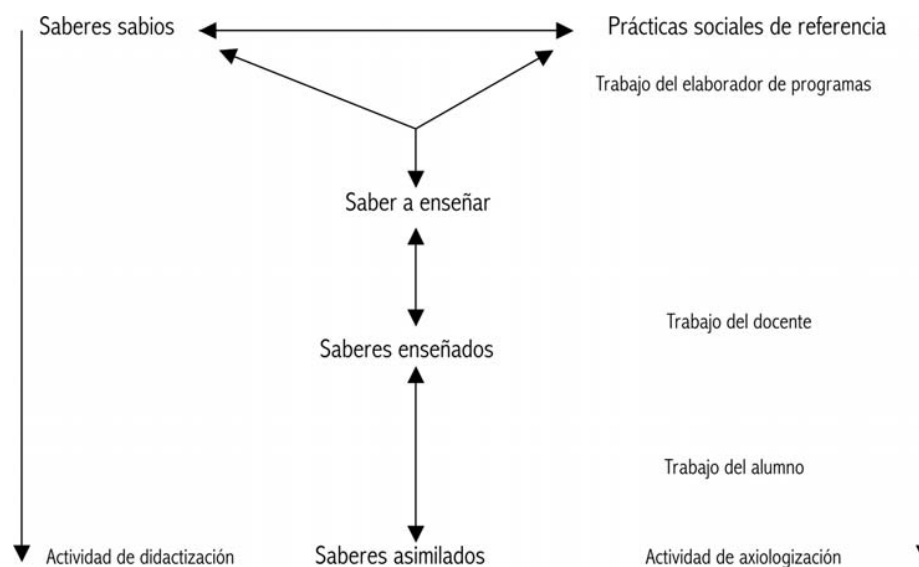 Saberes sabios
Prácticas sociales de referencia
Trabajo del elaborador de programas
Saber a enseñar
Trabajo del docente
Saberes enseñados
Trabajo del alumno
Actividad de didactización
Saberes asimilados
Actividad de axiologización